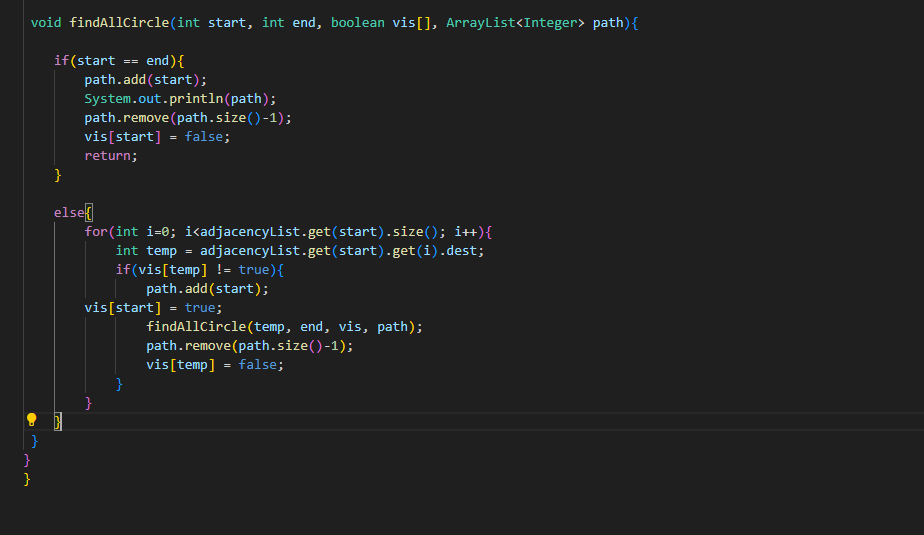 void findAllCircle(int start, int end, boolean vis[], ArrayList<Integer> path){
if(start == end){
path.add(start);
System.out.println(path);
path.remove(path.size()-1);
vis[start] = false;
return;
}
else{
for(int i=0; i<adjacencyList.get(start).size(); i++){
int temp = adjacencyList.get(start).get(i).dest;
if(vis[temp] != true){
path.add(start);
vis[start] = true;
findAllCircle(temp, end, vis, path);
path.remove(path.size()-1);
vis[temp] = false;
}
}
}
}
}
}